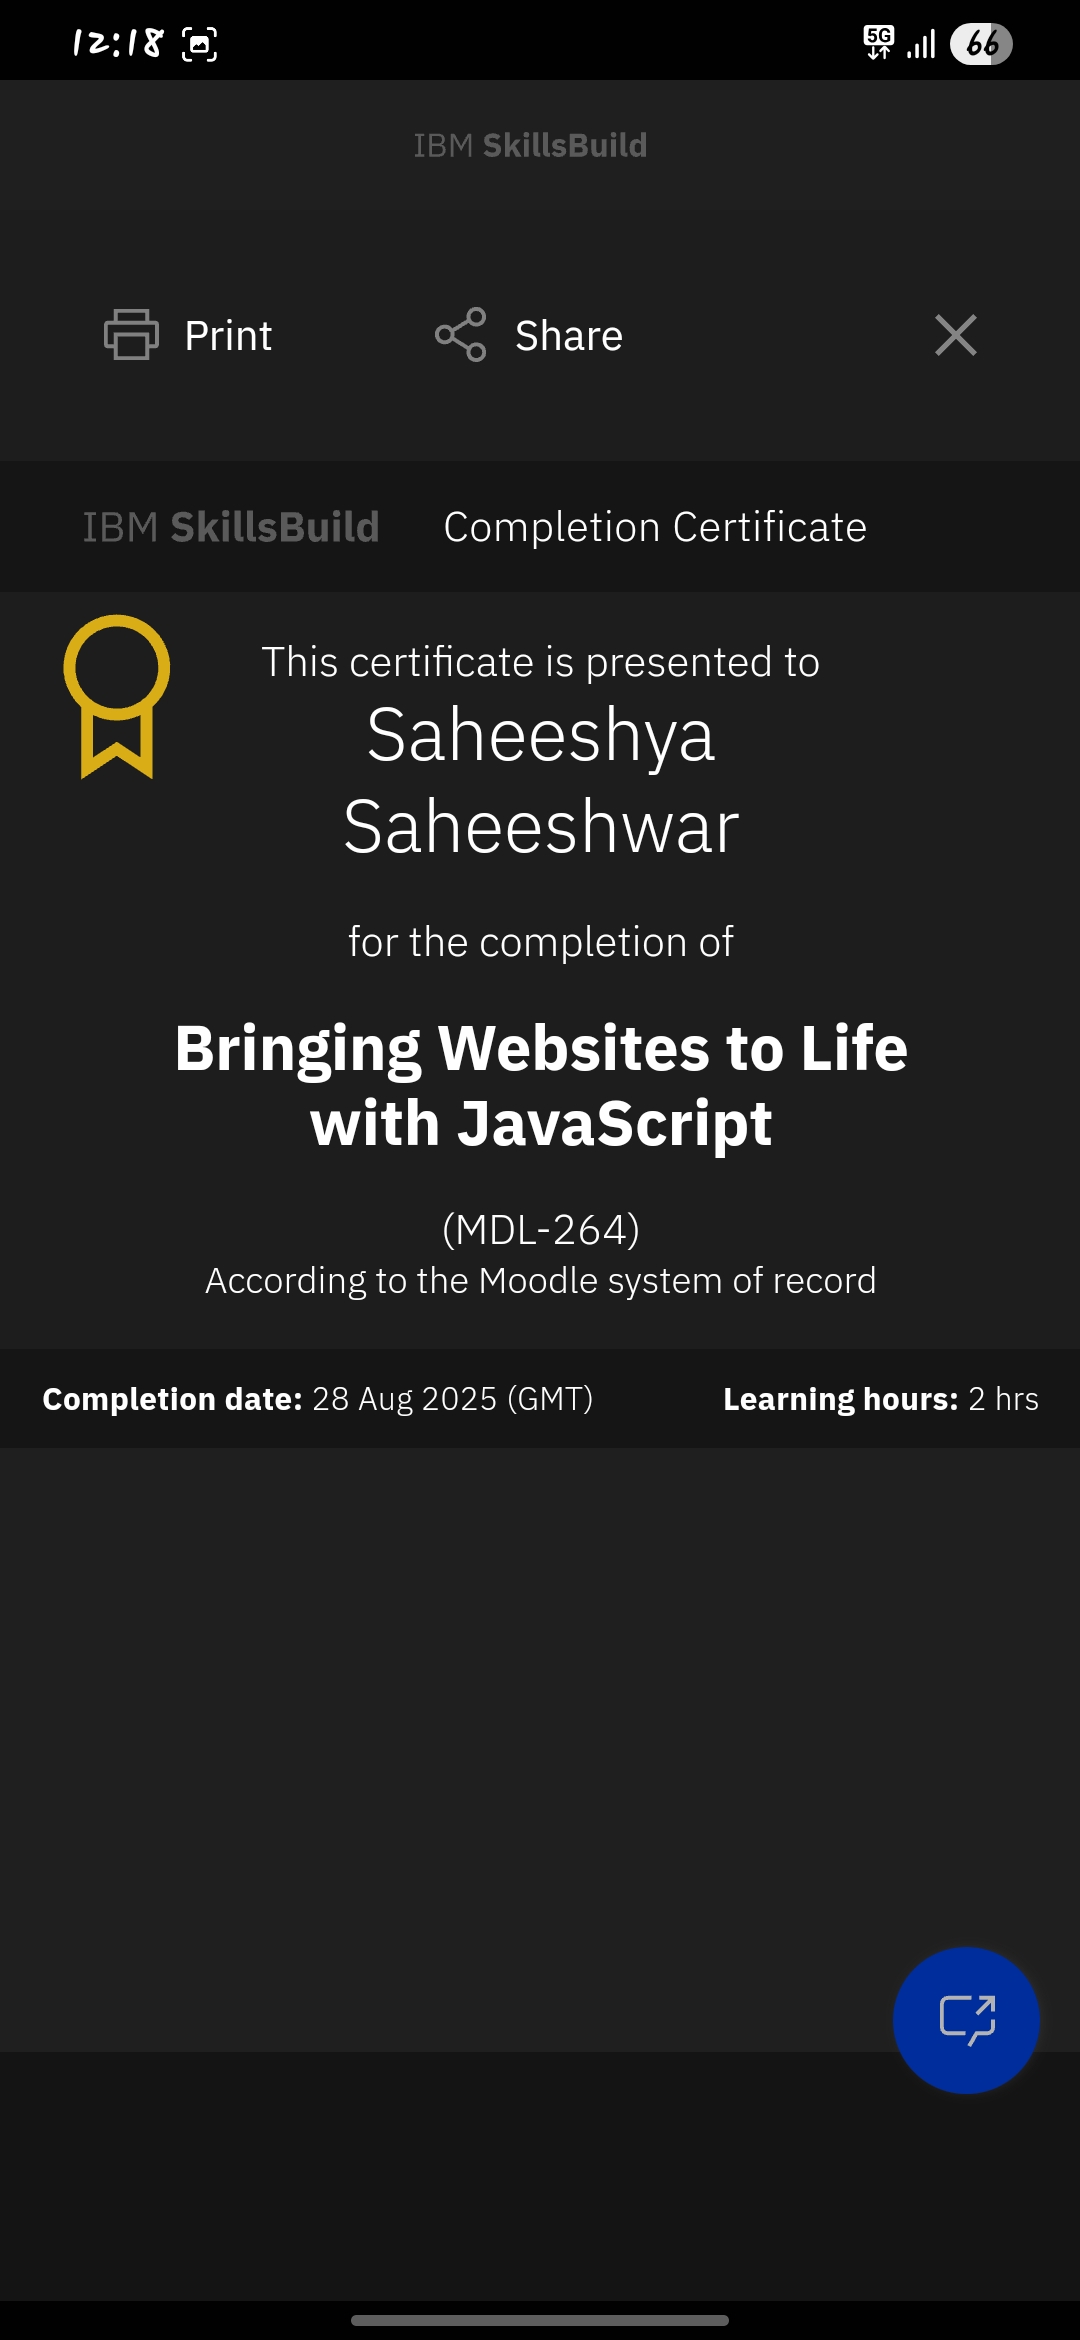 12:18 5G 66
IBM SkillsBuild
Print Share
IBM SkillsBuild Completion Certificate
This certificate is presented to
Saheeshya
Saheeshwar
for the completion of
Bringing Websites to Life
with JavaScript
(MDL-264)
According to the Moodle system of record
Completion date: 28 Aug 2025 (GMT) Learning hours: 2 hrs